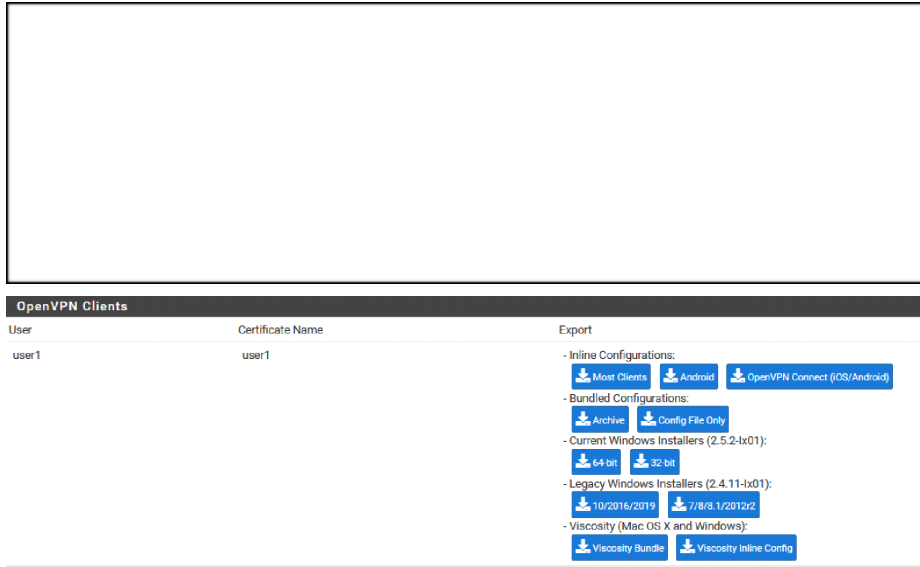 OpenVPN Clients
User Certificate Name Export
user1 user1 - Inline Configurations:
Most Clients Android OpenVPN Connect (iOS/Android)
- Bundled Configurations:
Archive Config File Only
- Current Windows Installers (2.5.2-Ix01):
64-bit 32-bit
- Legacy Windows Installers (2.4.11-Ix01):
10/2016/2019 7/8/8.1/2012r2
- Viscosity (Mac OS X and Windows):
Viscosity Bundle Viscosity Inline Config